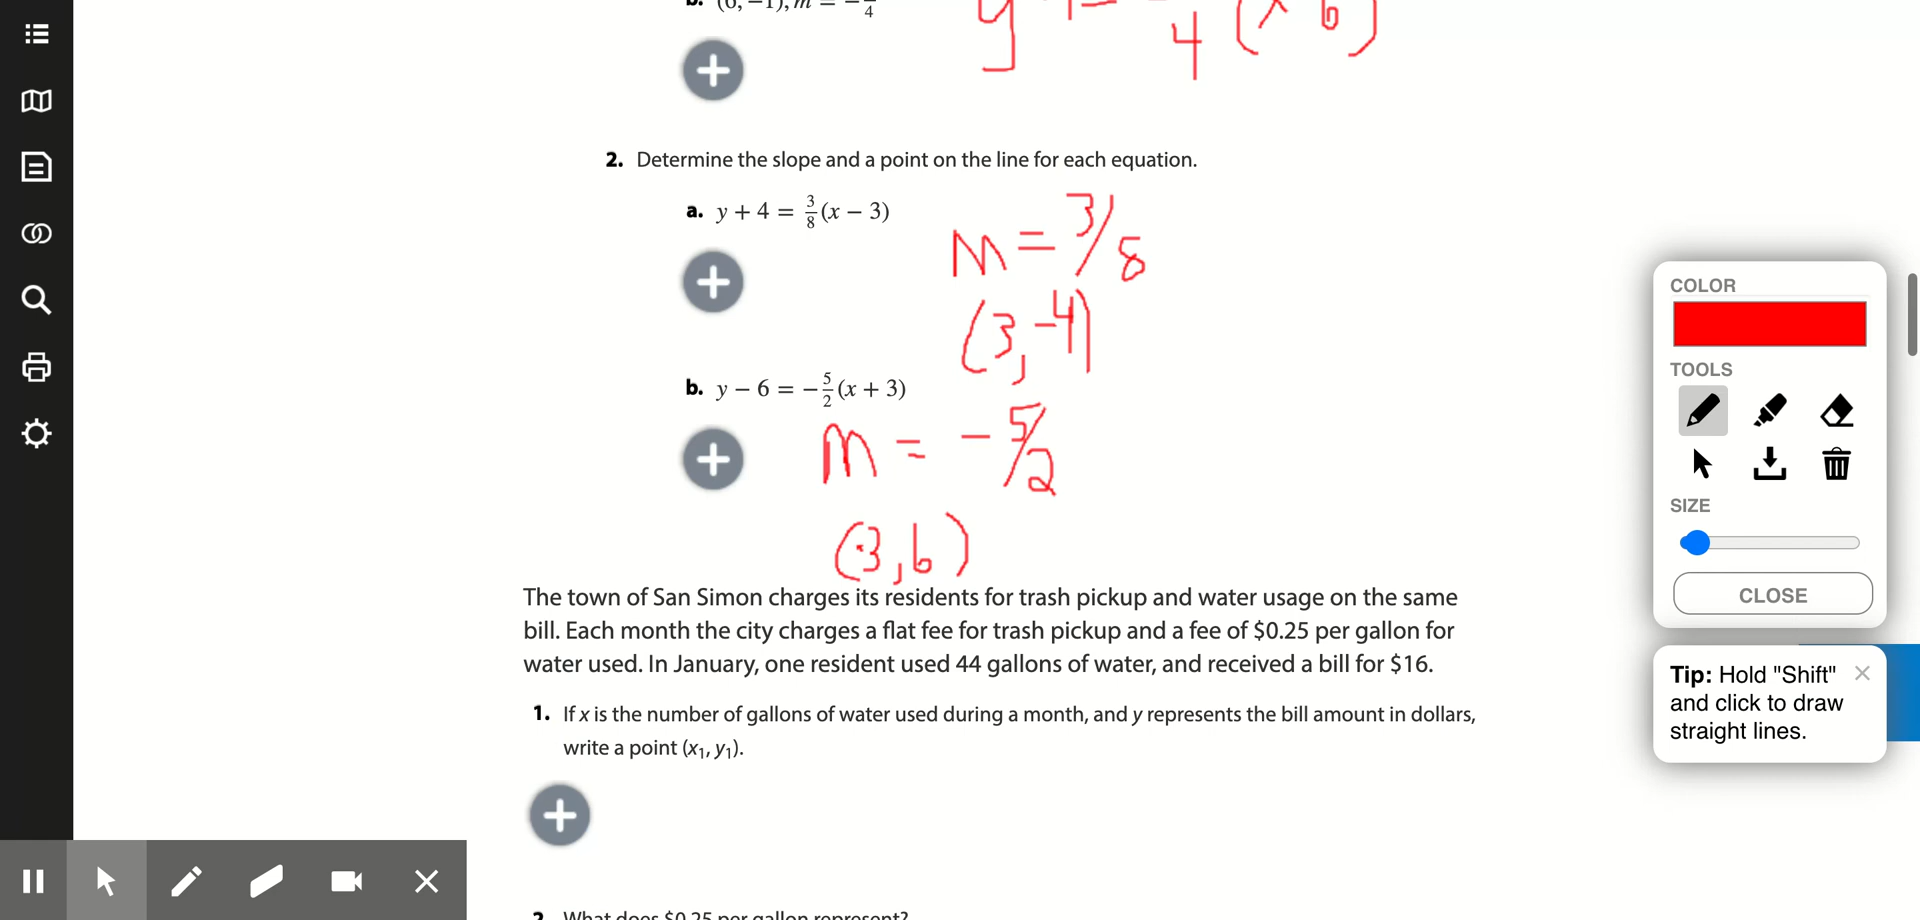 b. (6, −1), m = − /4
4 (x 6)
2. Determine the slope and a point on the line for each equation.
a. y + 4 = 3/8(x − 3)
m = 3/8
(3, -4)
b. y − 6 = −5/2(x + 3)
m = - 5/2
(-3, 6)
The town of San Simon charges its residents for trash pickup and water usage on the same
bill. Each month the city charges a flat fee for trash pickup and a fee of $0.25 per gallon for
water used. In January, one resident used 44 gallons of water, and received a bill for $16.
1. If x is the number of gallons of water used during a month, and y represents the bill amount in dollars,
write a point (x₁, y₁).
2. What does $0.25 per gallon represent?
COLOR
TOOLS
SIZE
CLOSE
Tip: Hold "Shift"
and click to draw
straight lines.